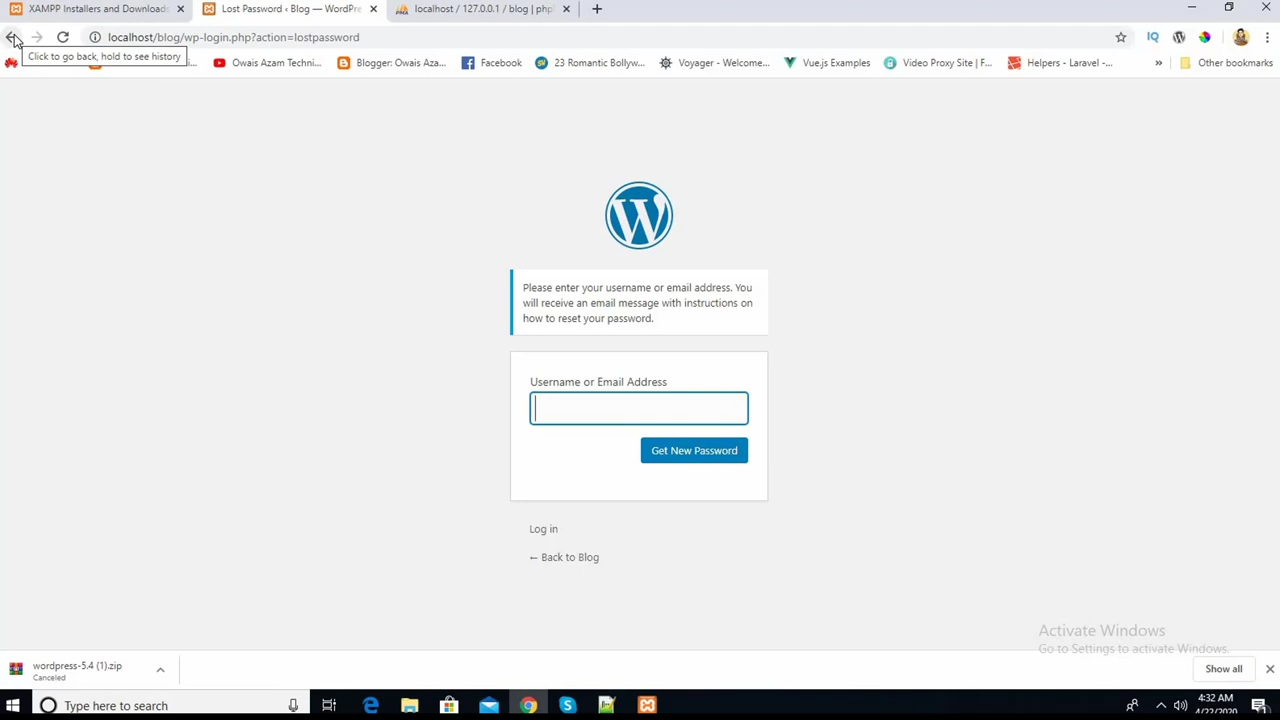 XAMPP Installers and Downloads
Lost Password ‹ Blog — WordPre
localhost / 127.0.0.1 / blog | php
localhost/blog/wp-login.php?action=lostpassword
IQ
Click to go back, hold to see history
Owais Azam Techni...
Blogger: Owais Aza...
Facebook
23 Romantic Bollyw...
Voyager - Welcome...
Vue.js Examples
Video Proxy Site | F...
Helpers - Laravel -...
»
Other bookmarks
Please enter your username or email address. You
will receive an email message with instructions on
how to reset your password.
Username or Email Address
Get New Password
Log in
← Back to Blog
Activate Windows
Go to Settings to activate Windows.
wordpress-5.4 (1).zip
Canceled
Show all
Type here to search
4:32 AM
4/22/2020